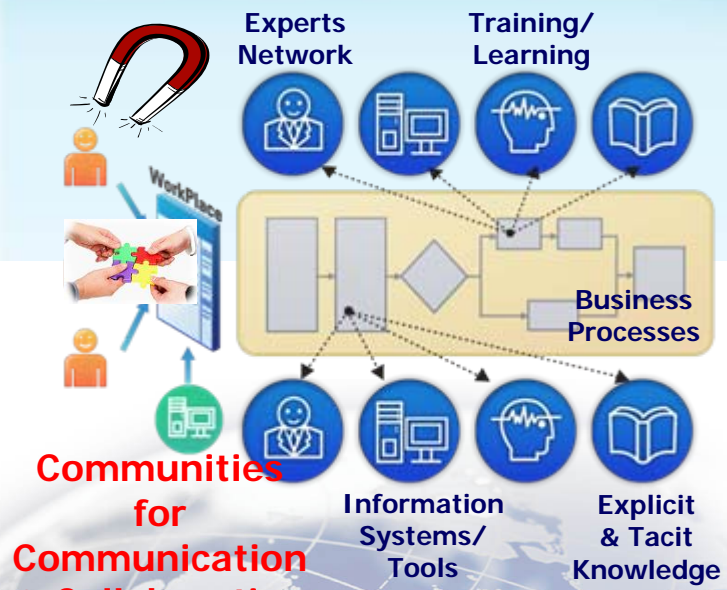 Experts
Network
Training/
Learning
WorkPlace
Business
Processes
Communities
for
Communication
Information
Systems/
Tools
Explicit
& Tacit
Knowledge